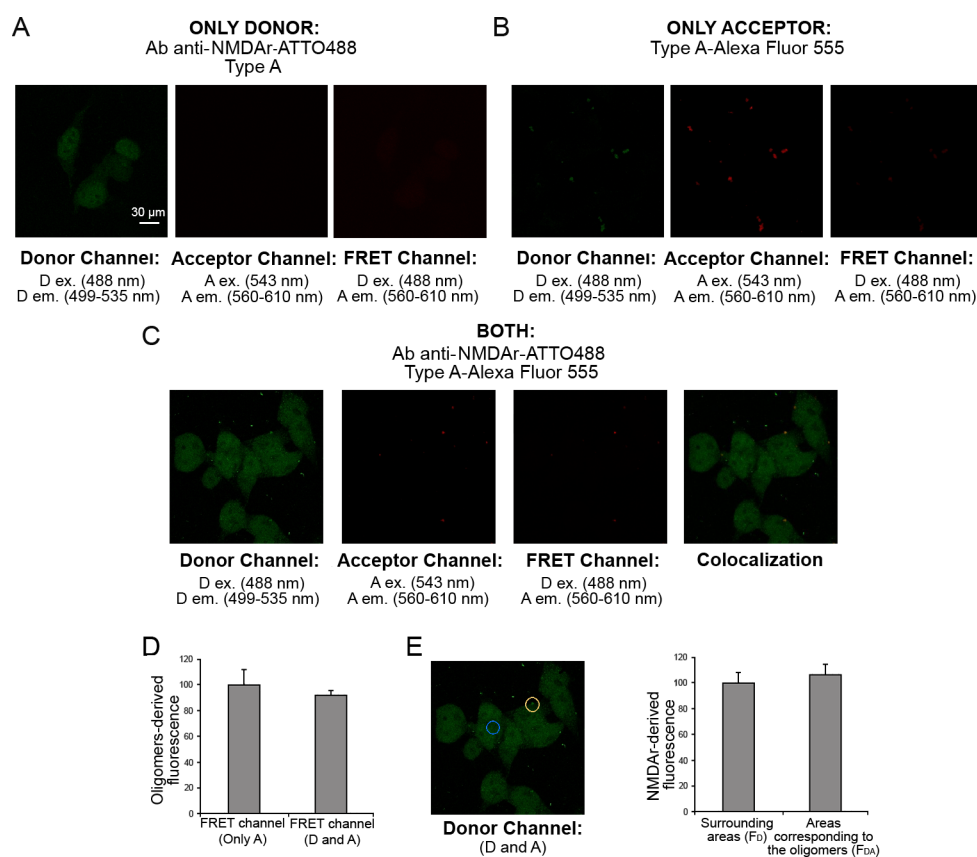 A
ONLY DONOR:
Ab anti-NMDAr-ATTO488
Type A
30 µm
Donor Channel:
D ex. (488 nm)
D em. (499-535 nm)
Acceptor Channel:
A ex. (543 nm)
A em. (560-610 nm)
FRET Channel:
D ex. (488 nm)
A em. (560-610 nm)
B
ONLY ACCEPTOR:
Type A-Alexa Fluor 555
Donor Channel:
D ex. (488 nm)
D em. (499-535 nm)
Acceptor Channel:
A ex. (543 nm)
A em. (560-610 nm)
FRET Channel:
D ex. (488 nm)
A em. (560-610 nm)
C
BOTH:
Ab anti-NMDAr-ATTO488
Type A-Alexa Fluor 555
Donor Channel:
D ex. (488 nm)
D em. (499-535 nm)
Acceptor Channel:
A ex. (543 nm)
A em. (560-610 nm)
FRET Channel:
D ex. (488 nm)
A em. (560-610 nm)
Colocalization
D
Oligomers-derived
fluorescence
120
100
80
60
40
20
0
FRET channel
(Only A)
FRET channel
(D and A)
E
Donor Channel:
(D and A)
NMDAr-derived
fluorescence
120
100
80
60
40
20
0
Surrounding
areas (FD)
Areas
corresponding to
the oligomers (FDA)